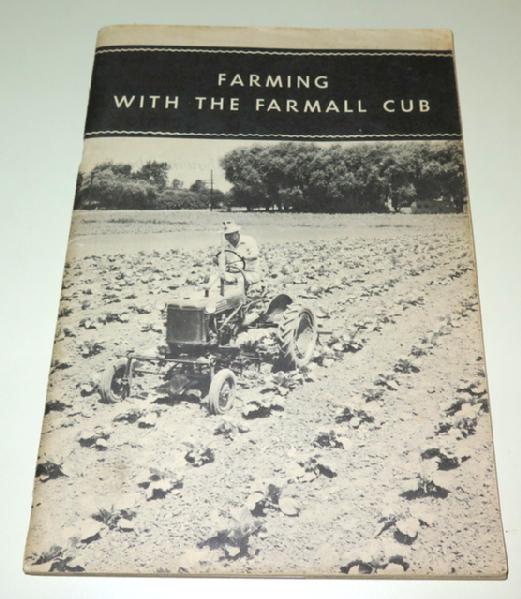 FARMING
WITH THE FARMALL CUB